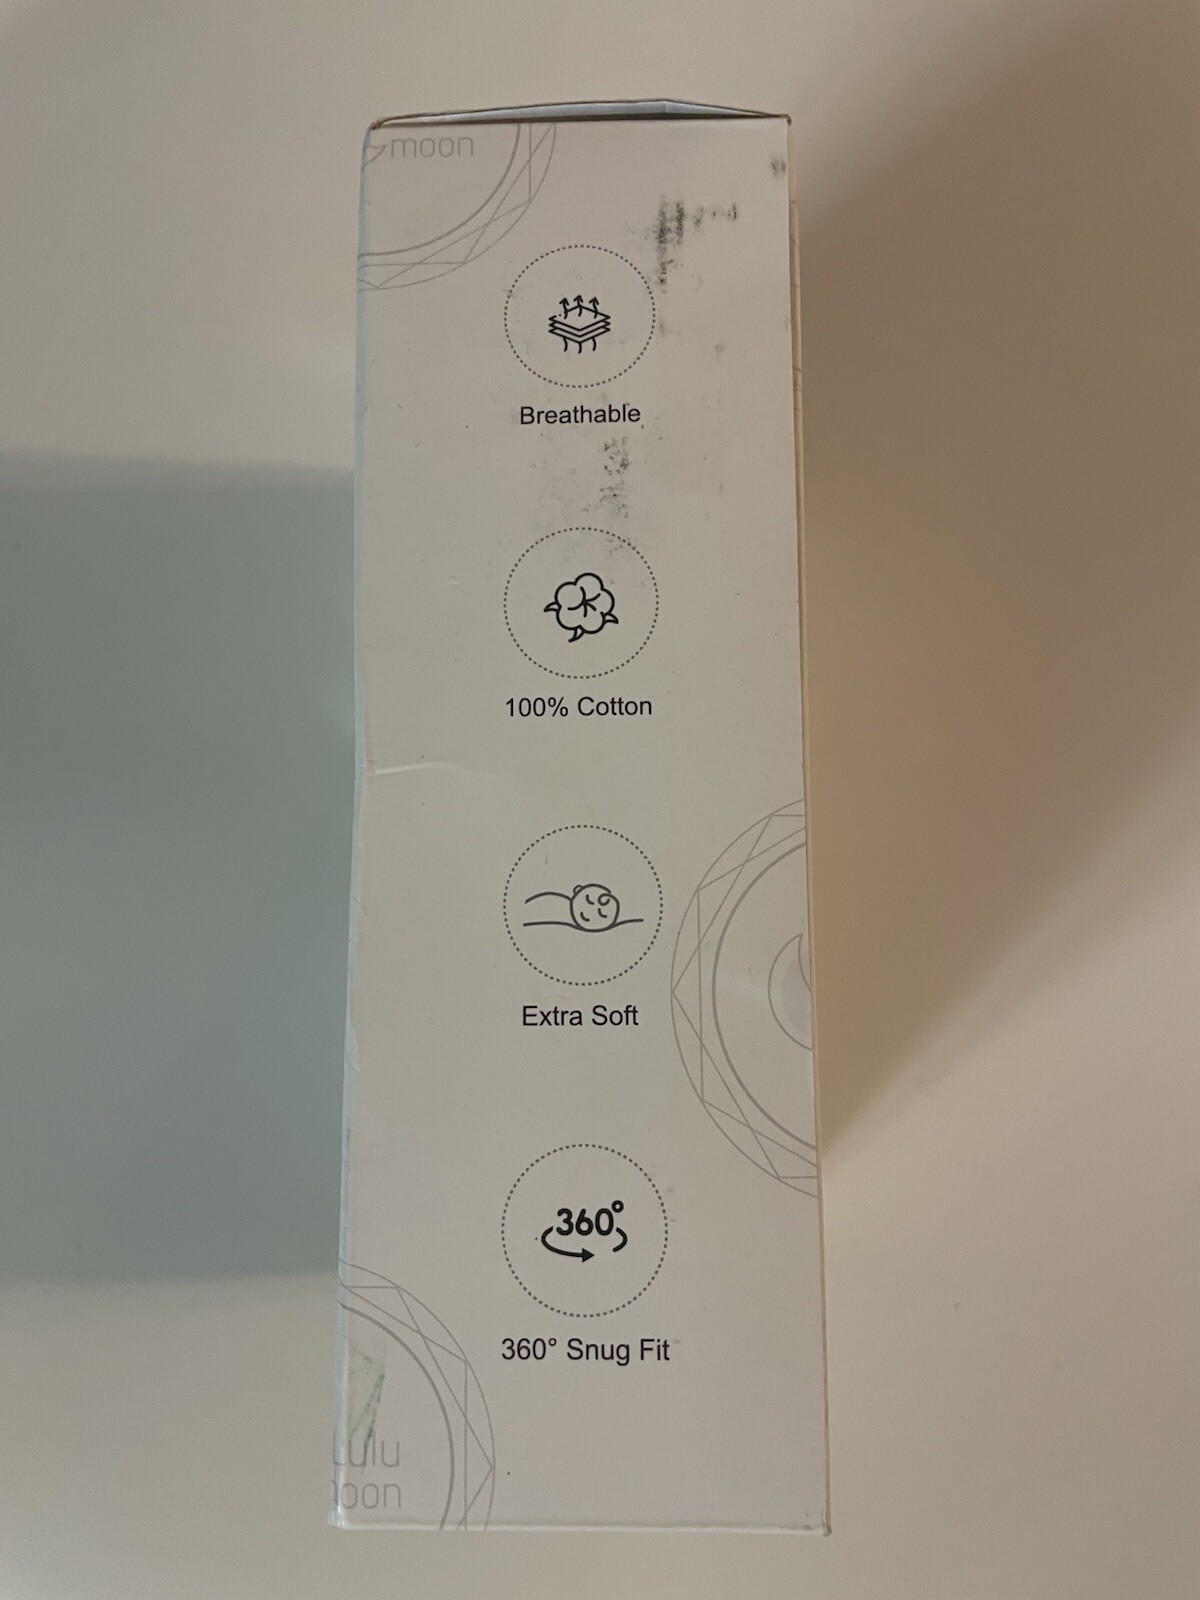 moon
Breathable
100% Cotton
Extra Soft
360°
360° Snug Fit
Lulu
moon